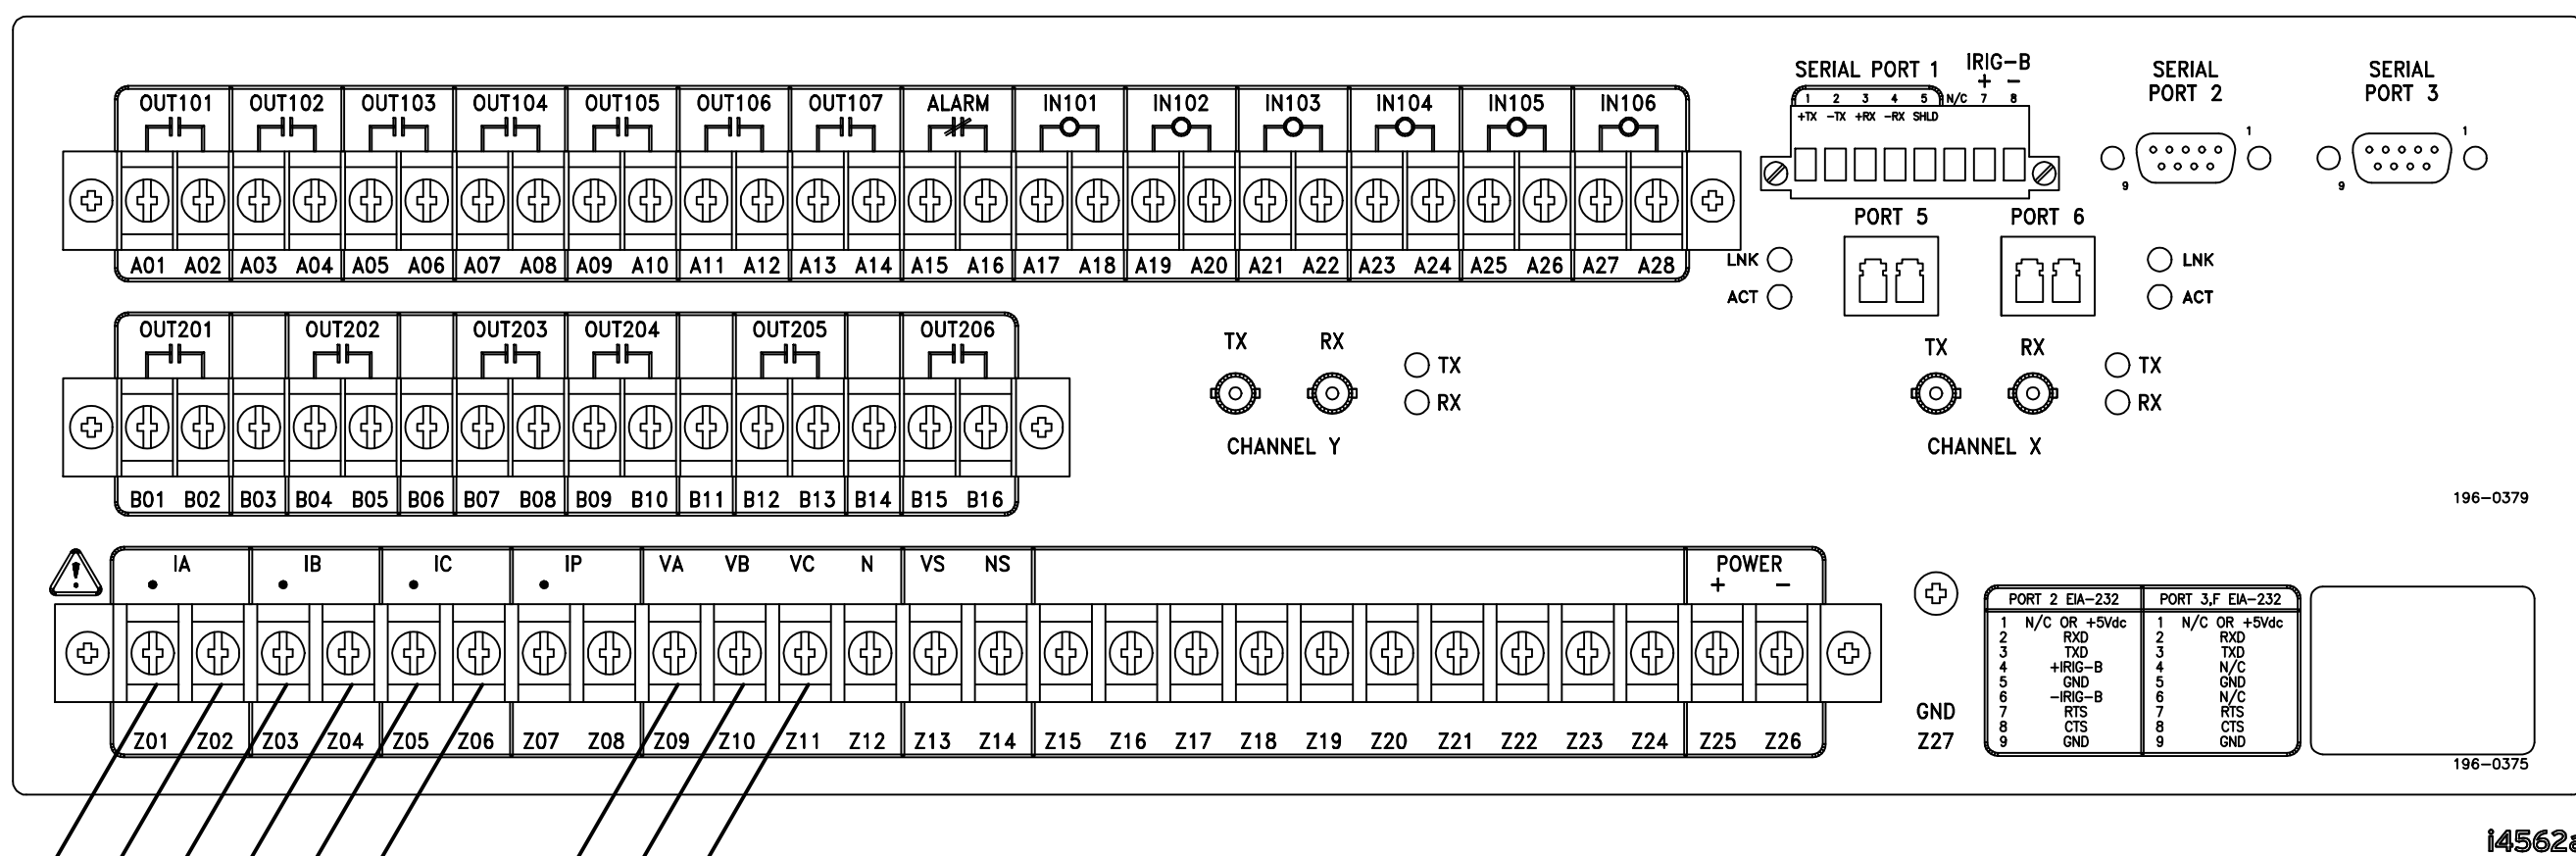 OUT101 OUT102 OUT103 OUT104 OUT105 OUT106 OUT107 ALARM IN101 IN102 IN103 IN104 IN105 IN106
A01 A02 A03 A04 A05 A06 A07 A08 A09 A10 A11 A12 A13 A14 A15 A16 A17 A18 A19 A20 A21 A22 A23 A24 A25 A26 A27 A28
SERIAL PORT 1
IRIG-B
+ −
1 2 3 4 5 N/C 7 8
+TX −TX +RX −RX SHLD
SERIAL
PORT 2
1
9
SERIAL
PORT 3
1
9
PORT 5
PORT 6
LNK
ACT
LNK
ACT
OUT201 OUT202 OUT203 OUT204 OUT205 OUT206
B01 B02 B03 B04 B05 B06 B07 B08 B09 B10 B11 B12 B13 B14 B15 B16
TX RX
TX
RX
CHANNEL Y
TX RX
TX
RX
CHANNEL X
196-0379
!
IA IB IC IP VA VB VC N VS NS POWER
+ −
Z01 Z02 Z03 Z04 Z05 Z06 Z07 Z08 Z09 Z10 Z11 Z12 Z13 Z14 Z15 Z16 Z17 Z18 Z19 Z20 Z21 Z22 Z23 Z24 Z25 Z26
GND
Z27
PORT 2 EIA-232 PORT 3,F EIA-232
1 N/C OR +5Vdc 1 N/C OR +5Vdc
2 RXD 2 RXD
3 TXD 3 TXD
4 +IRIG-B 4 N/C
5 GND 5 GND
6 -IRIG-B 6 N/C
7 RTS 7 RTS
8 CTS 8 CTS
9 GND 9 GND
196-0375
i4562a